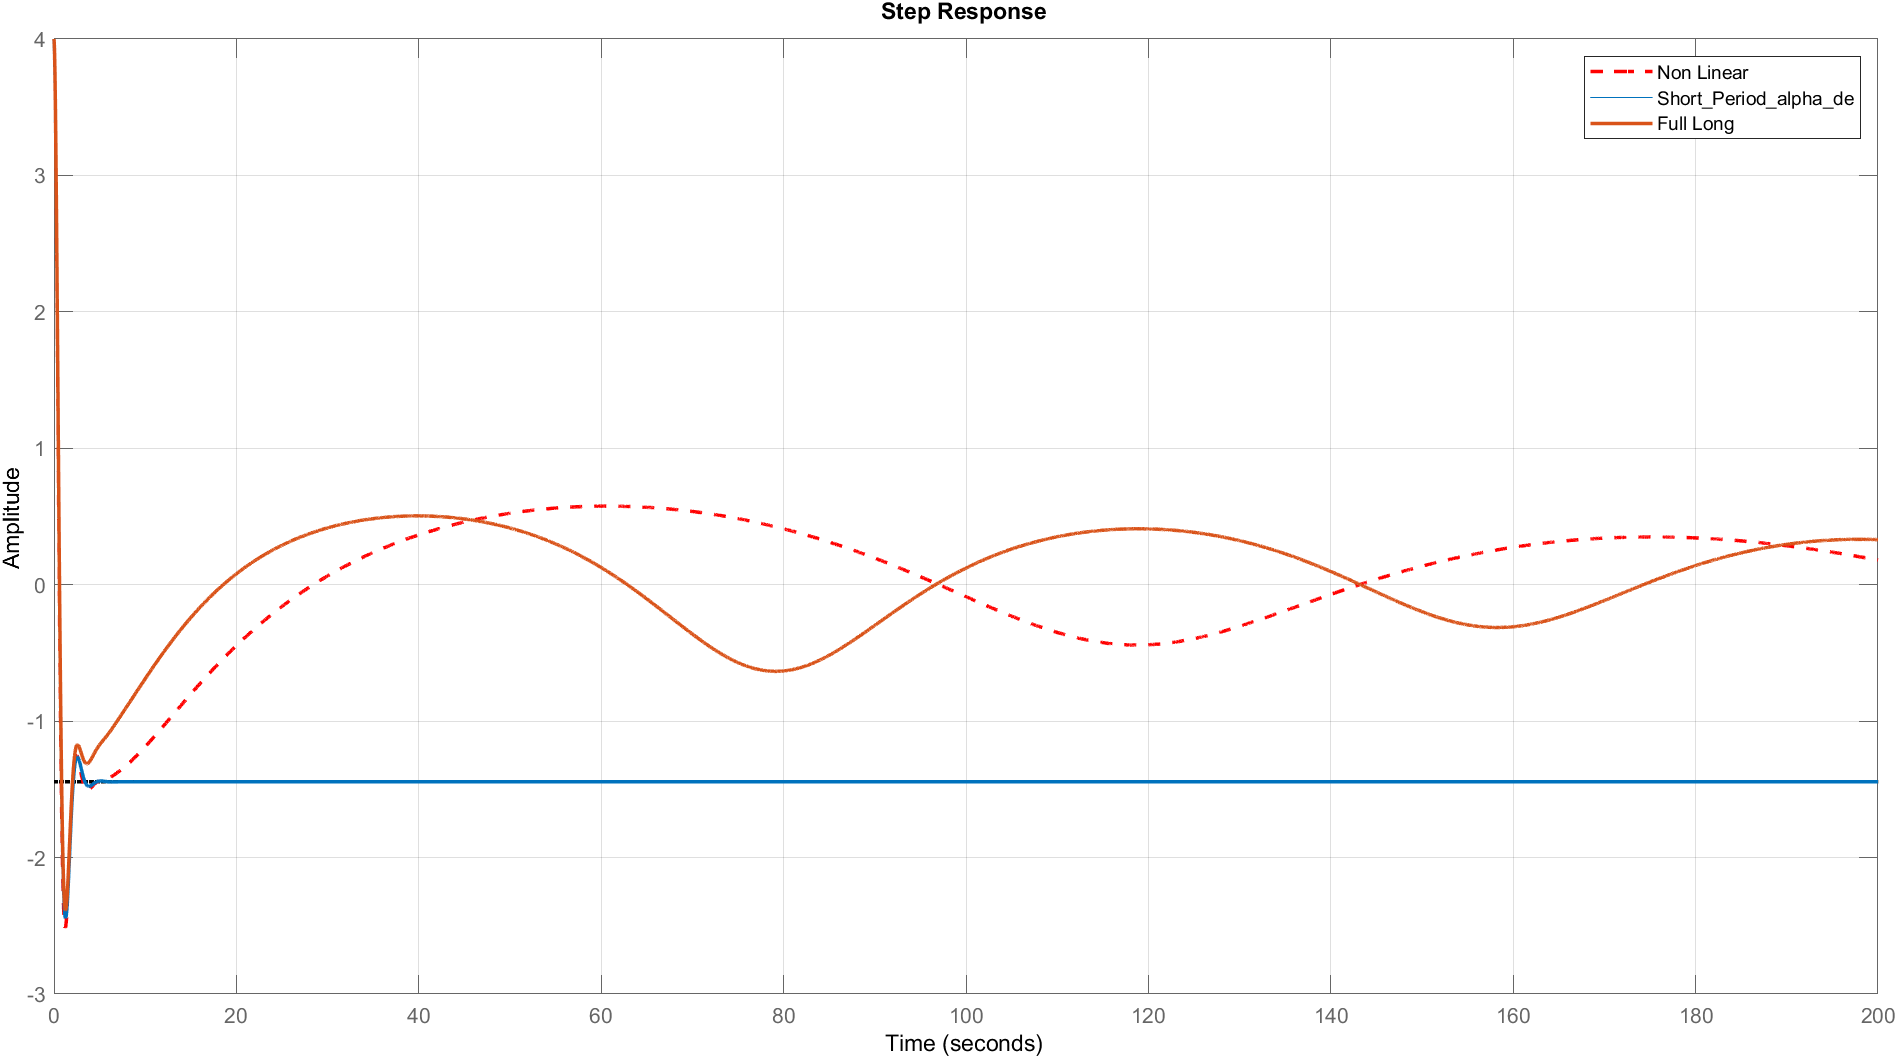 Step Response
Amplitude
4
3
2
1
0
-1
-2
-3
Non Linear
Short_Period_alpha_de
Full Long
0 20 40 60 80 100 120 140 160 180 200
Time (seconds)